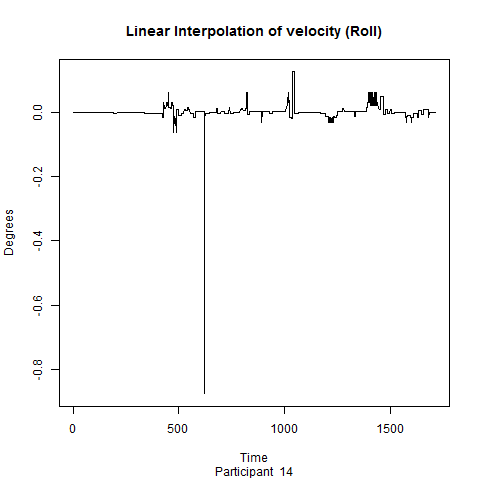 Linear Interpolation of velocity (Roll)
Degrees
0.0
-0.2
-0.4
-0.6
-0.8
0 500 1000 1500
Time
Participant 14